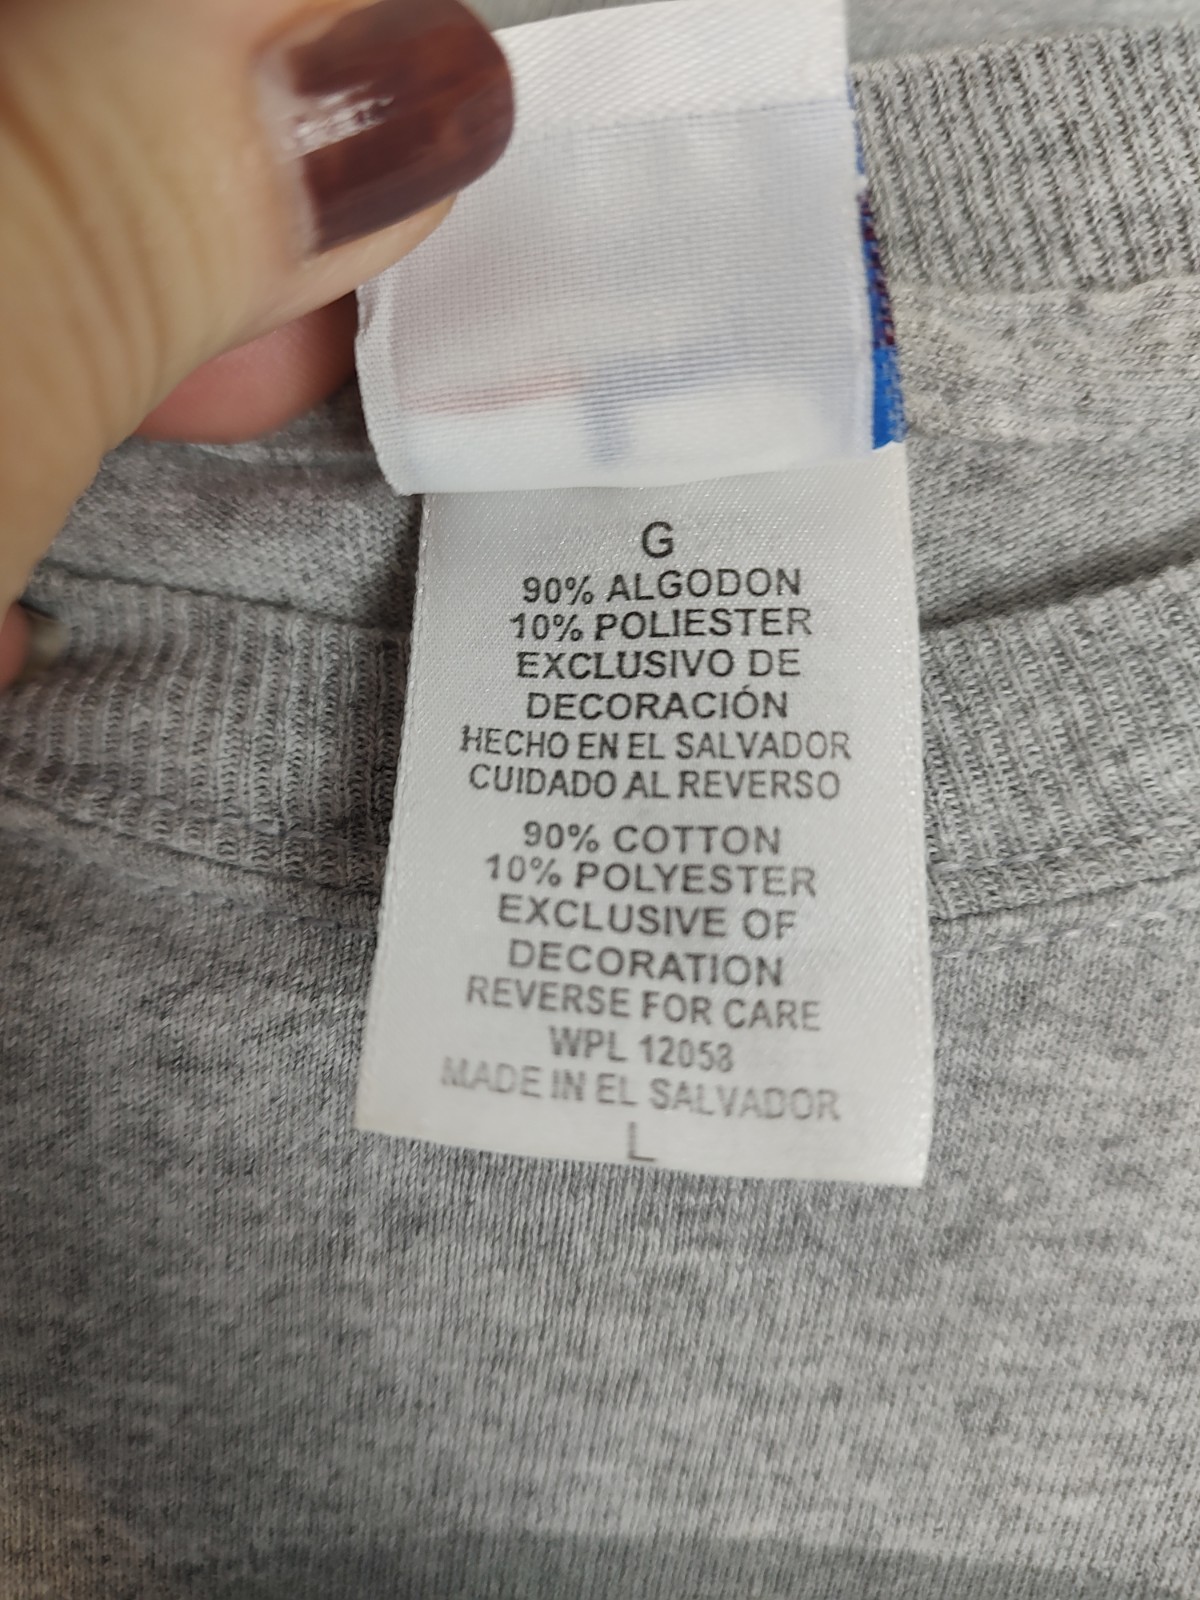 G
90% ALGODON
10% POLIESTER
EXCLUSIVO DE
DECORACIÓN
HECHO EN EL SALVADOR
CUIDADO AL REVERSO
90% COTTON
10% POLYESTER
EXCLUSIVE OF
DECORATION
REVERSE FOR CARE
WPL 12058
MADE IN EL SALVADOR
L